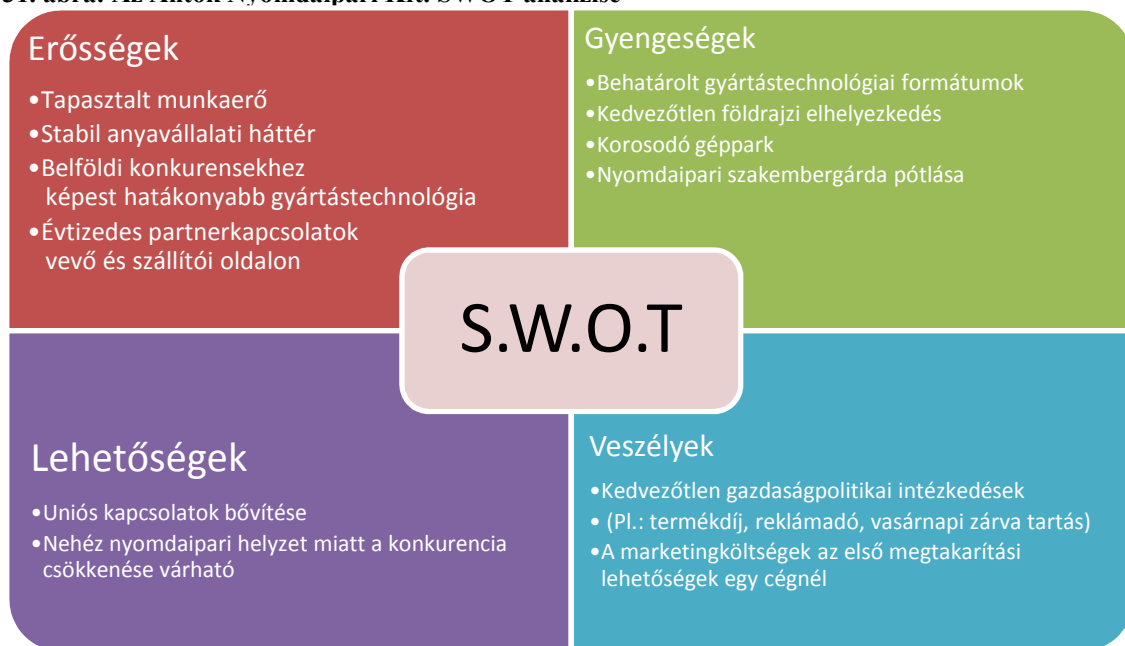 Erősségek
•Tapasztalt munkaerő
•Stabil anyavállalati háttér
•Belföldi konkurensekhez
képest hatákonyabb gyártástechnológia
•Évtizedes partnerkapcsolatok
vevő és szállítói oldalon
Gyengeségek
•Behatárolt gyártástechnológiai formátumok
•Kedvezőtlen földrajzi elhelyezkedés
•Korosodó géppark
•Nyomdaipari szakembergárda pótlása
S.W.O.T
Lehetőségek
•Uniós kapcsolatok bővítése
•Nehéz nyomdaipari helyzet miatt a konkurencia
csökkenése várható
Veszélyek
•Kedvezőtlen gazdaságpolitikai intézkedések
• (Pl.: termékdíj, reklámadó, vasárnapi zárva tartás)
•A marketingköltségek az első megtakarítási
lehetőségek egy cégnél